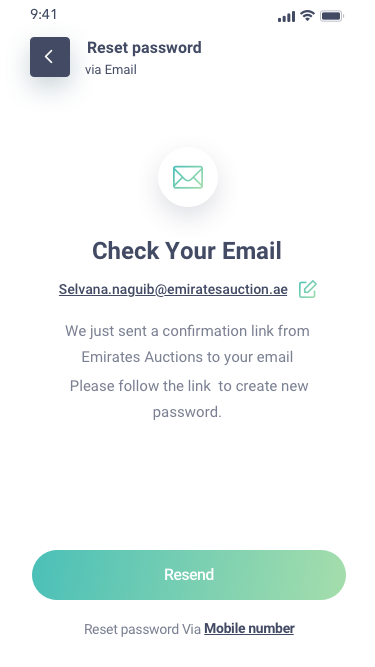 9:41
Reset password
via Email
Check Your Email
Selvana.naguib@emiratesauction.ae
We just sent a confirmation link from
Emirates Auctions to your email
Please follow the link  to create new
password.
Resend
Reset password Via Mobile number